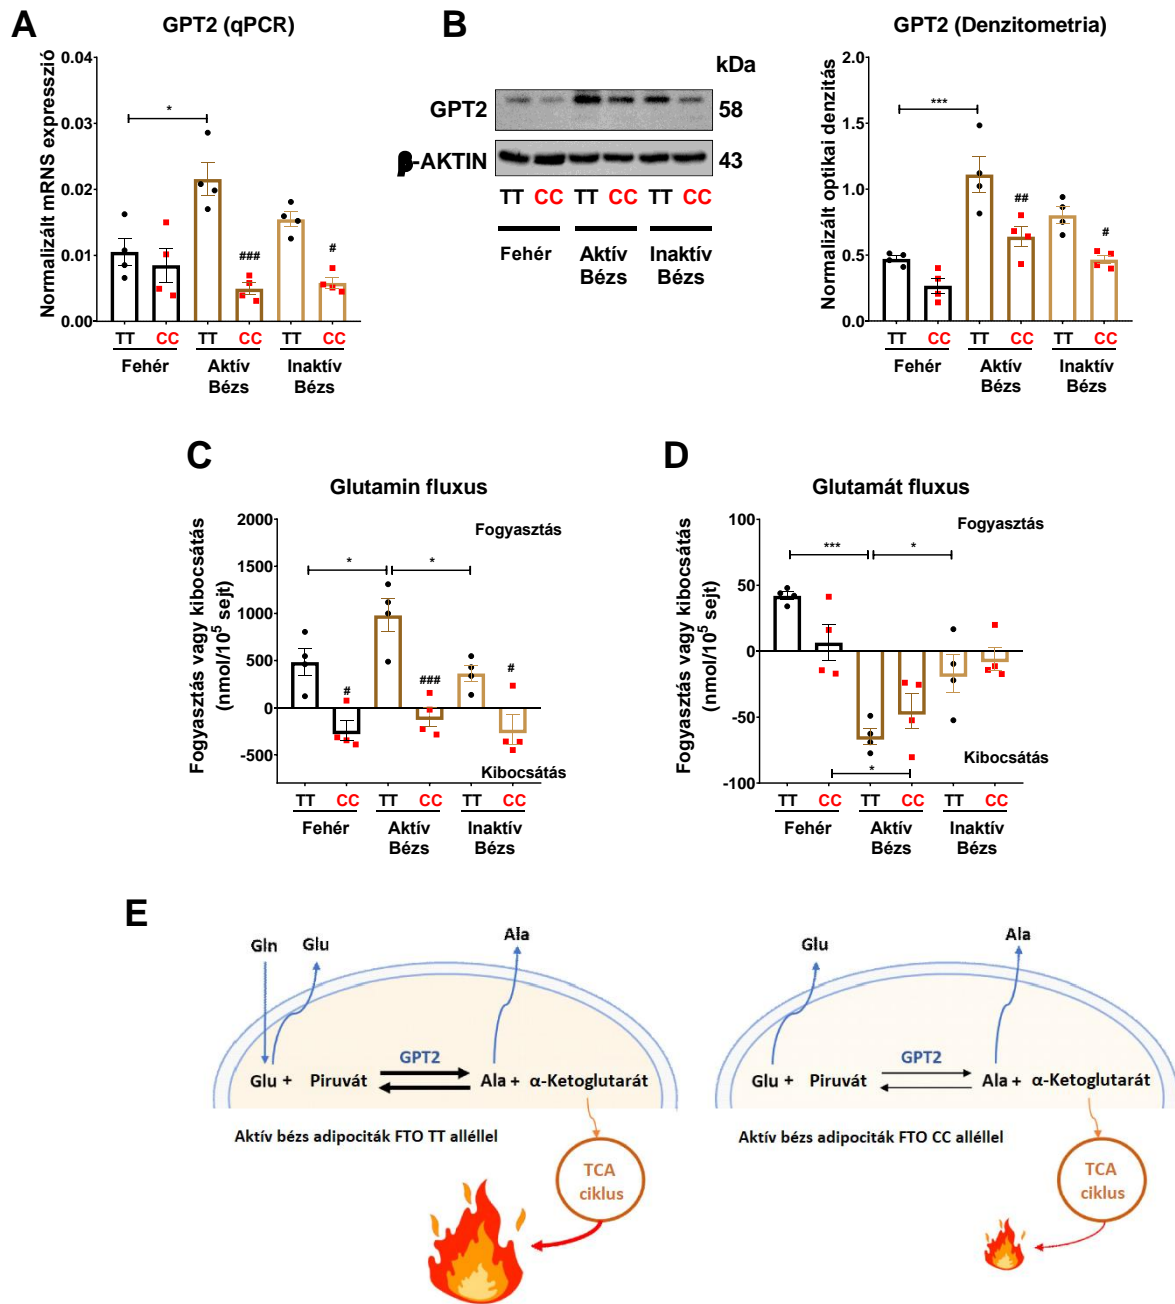 A
GPT2 (qPCR)
Normalizált mRNS expresszió
0.04
0.03
0.02
0.01
0.00
*
###
#
TT CC TT CC TT CC
Fehér Aktív Bézs Inaktív Bézs
B
kDa
GPT2 58
β-AKTIN 43
TT CC TT CC TT CC
Fehér Aktív Bézs Inaktív Bézs
GPT2 (Denzitometria)
Normalizált optikai denzitás
2.0
1.5
1.0
0.5
0.0
***
##
#
TT CC TT CC TT CC
Fehér Aktív Bézs Inaktív Bézs
C
Glutamin fluxus
Fogyasztás vagy kibocsátás
(nmol/10⁵ sejt)
2000
1500
1000
500
0
-500
Fogyasztás
* *
# ### #
Kibocsátás
TT CC TT CC TT CC
Fehér Aktív Bézs Inaktív Bézs
D
Glutamát fluxus
Fogyasztás vagy kibocsátás
(nmol/10⁵ sejt)
100
50
0
-50
-100
Fogyasztás
*** *
*
Kibocsátás
TT CC TT CC TT CC
Fehér Aktív Bézs Inaktív Bézs
E
Gln Glu Ala
GPT2
Glu + Piruvát Ala + α-Ketoglutarát
Aktív bézs adipociták FTO TT alléllel
TCA
ciklus
Glu Ala
GPT2
Glu + Piruvát Ala + α-Ketoglutarát
Aktív bézs adipociták FTO CC alléllel
TCA
ciklus